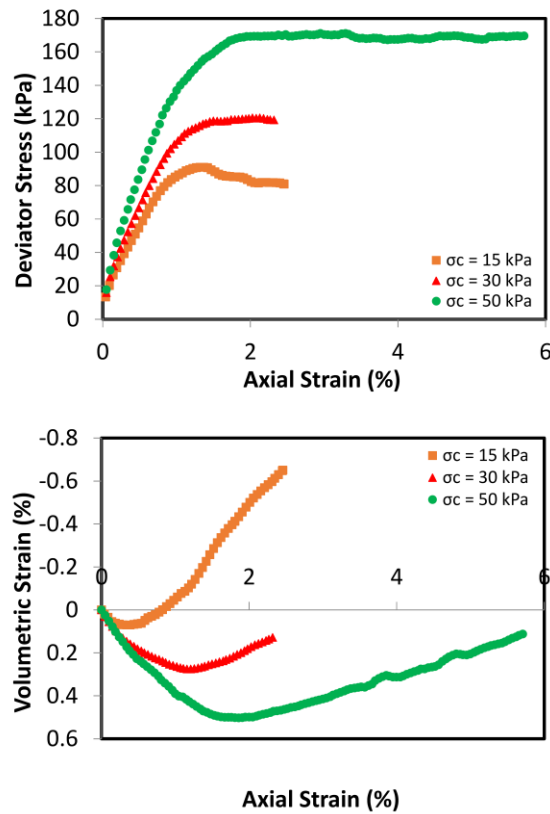 180
160
140
120
100
80
60
40
20
0
Deviator Stress (kPa)
σc = 15 kPa
σc = 30 kPa
σc = 50 kPa
0 2 4 6
Axial Strain (%)
-0.8
-0.6
-0.4
-0.2
0
0.2
0.4
0.6
Volumetric Strain (%)
σc = 15 kPa
σc = 30 kPa
σc = 50 kPa
0 2 4 6
Axial Strain (%)